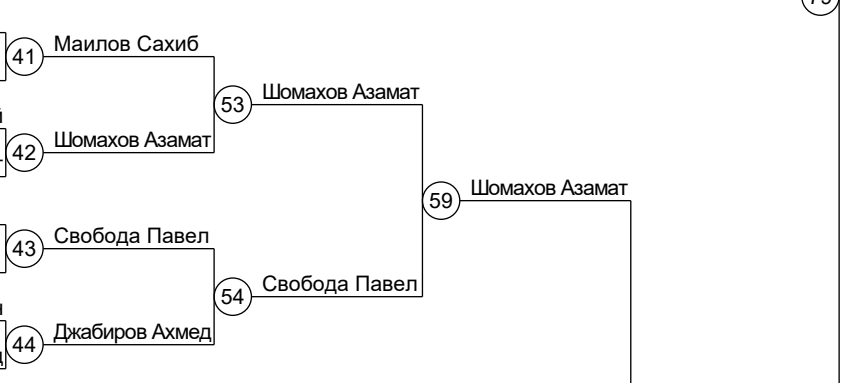 41 Маилов Сахиб
53 Шомахов Азамат
42 Шомахов Азамат
59 Шомахов Азамат
43 Свобода Павел
54 Свобода Павел
44 Джабиров Ахмед